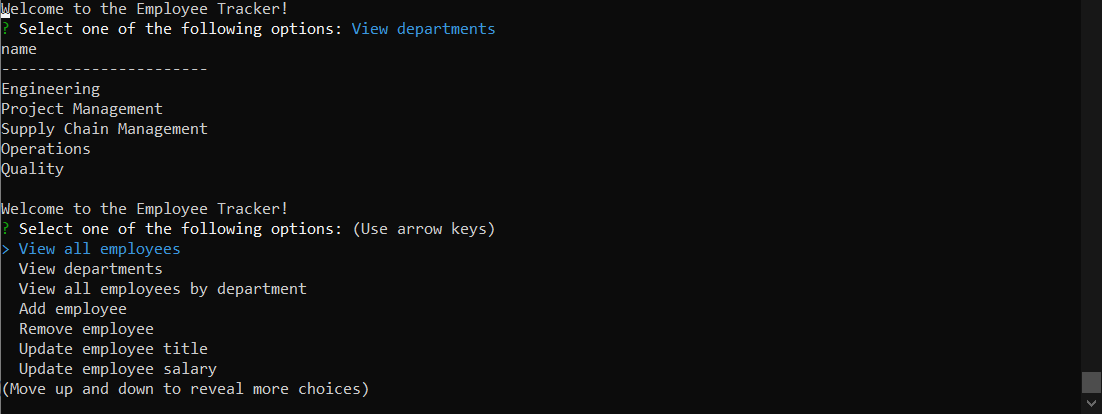 Welcome to the Employee Tracker!
? Select one of the following options: View departments
name
-----------------------
Engineering
Project Management
Supply Chain Management
Operations
Quality

Welcome to the Employee Tracker!
? Select one of the following options: (Use arrow keys)
> View all employees
  View departments
  View all employees by department
  Add employee
  Remove employee
  Update employee title
  Update employee salary
(Move up and down to reveal more choices)